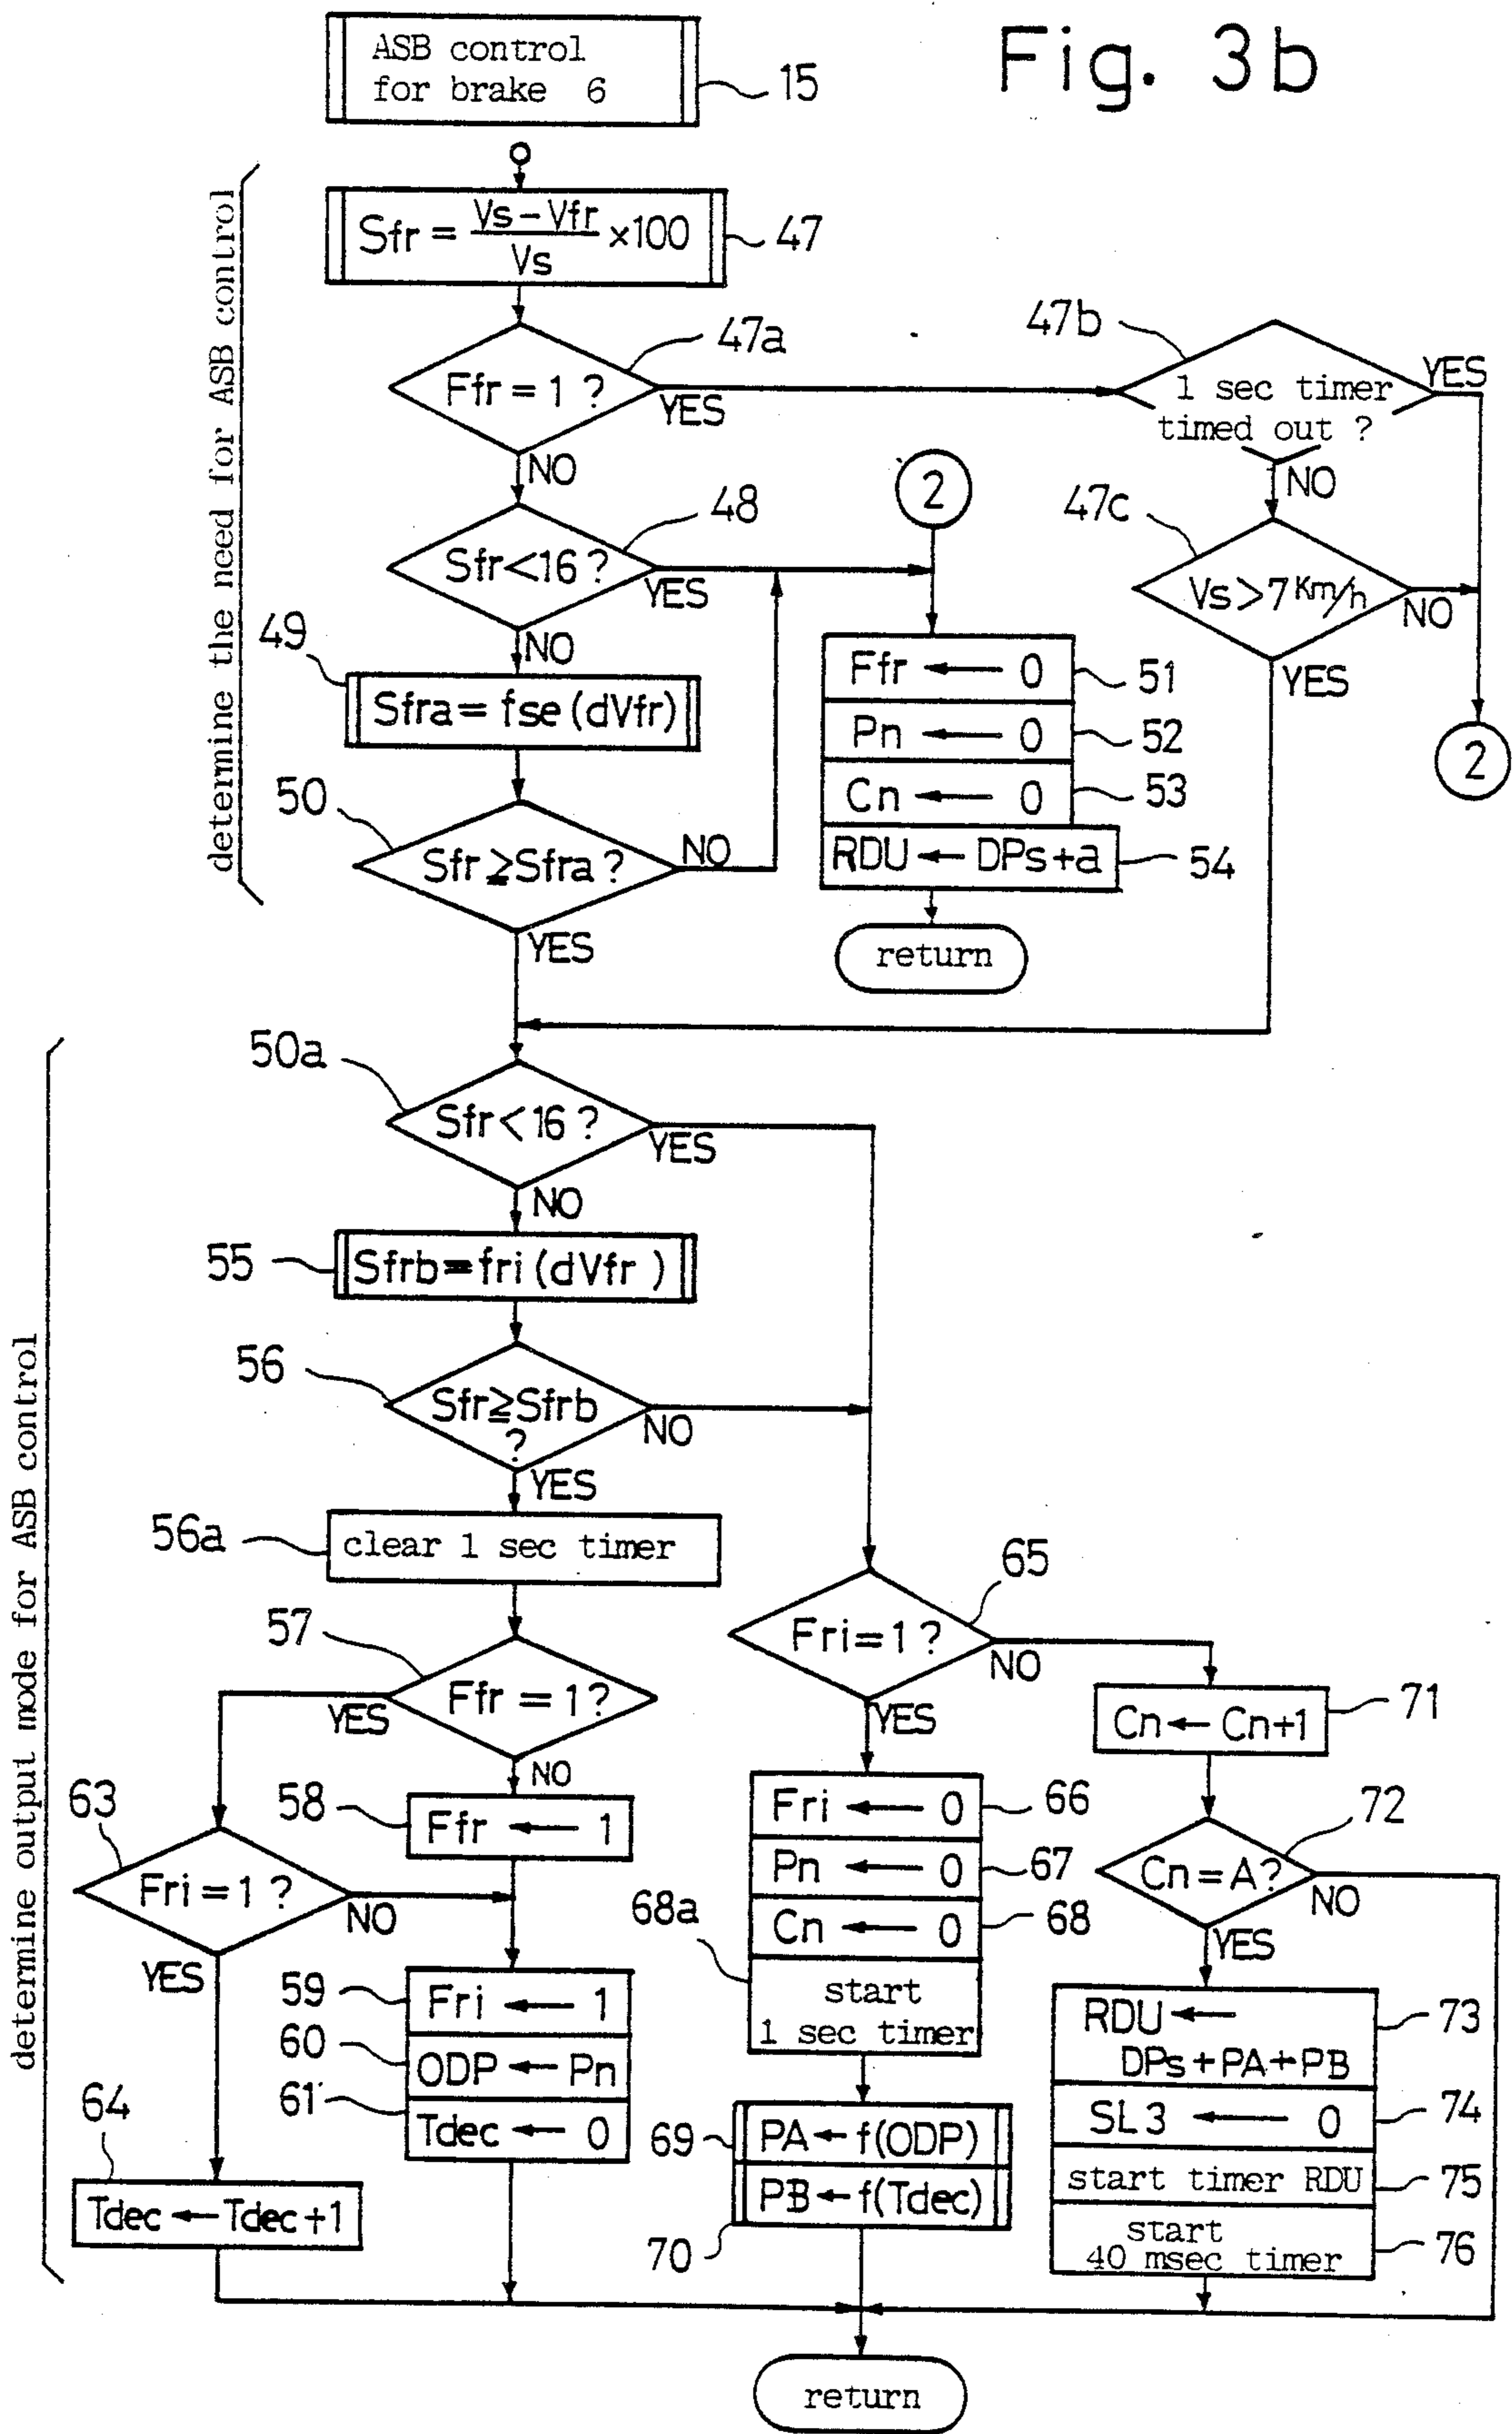 Fig. 3b
ASB control
for brake 6
15
determine the need for ASB control
Sfr = Vs – Vfr / Vs ×100
47
Ffr = 1 ?
47a
YES
NO
47b
1 sec timer
timed out ?
YES
NO
Sfr < 16 ?
48
YES
NO
2
47c
Vs > 7 Km/h
NO
YES
49
Sfra = fse (dVfr)
50
Sfr ≧ Sfra ?
NO
YES
Ffr ← 0
51
Pn ← 0
52
Cn ← 0
53
RDU ← DPs+a
54
return
2
determine output mode for ASB control
50a
Sfr < 16 ?
YES
NO
55
Sfrb = fri (dVfr )
56
Sfr ≧ Sfrb
?
NO
YES
56a
clear 1 sec timer
57
Ffr = 1 ?
YES
NO
58
Ffr ← 1
63
Fri = 1 ?
NO
YES
59
Fri ← 1
60
ODP ← Pn
61
Tdec ← 0
64
Tdec ← Tdec+1
65
Fri = 1 ?
NO
YES
Fri ← 0
66
Pn ← 0
67
Cn ← 0
68
68a
start
1 sec timer
69
PA ← f(ODP)
PB ← f(Tdec)
70
Cn ← Cn+1
71
Cn = A ?
72
NO
YES
RDU ←
DPs+PA+PB
73
SL3 ← 0
74
start timer RDU
75
start
40 msec timer
76
return